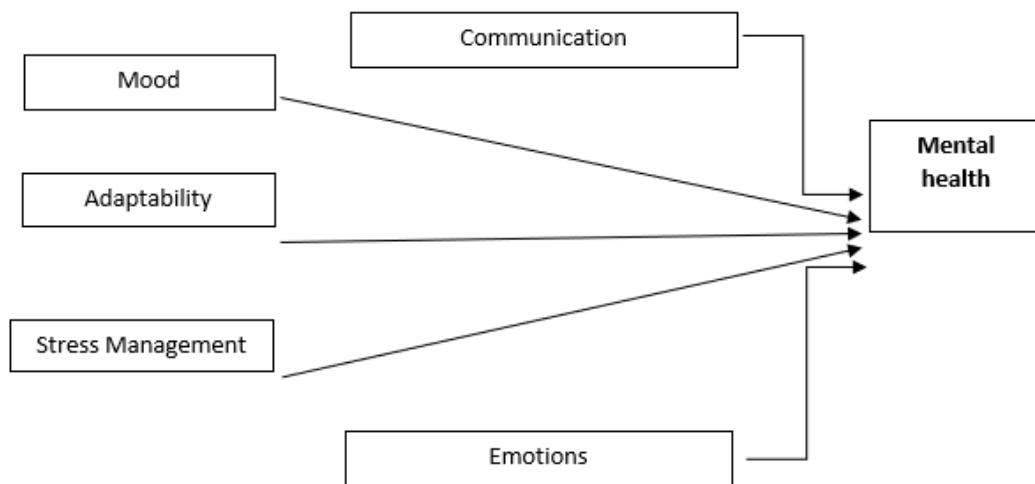 Communication
Mood
Mental
health
Adaptability
Stress Management
Emotions